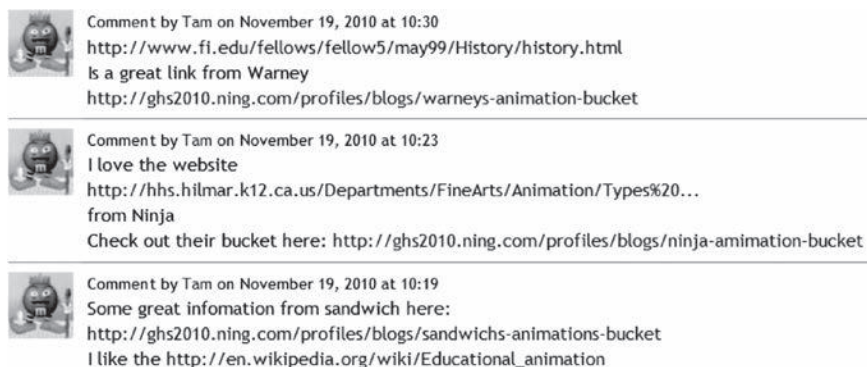 Comment by Tam on November 19, 2010 at 10:30
http://www.fi.edu/fellows/fellow5/may99/History/history.html
Is a great link from Warney
http://ghs2010.ning.com/profiles/blogs/warneys-animation-bucket
Comment by Tam on November 19, 2010 at 10:23
I love the website
http://hhs.hilmar.k12.ca.us/Departments/FineArts/Animation/Types%20...
from Ninja
Check out their bucket here: http://ghs2010.ning.com/profiles/blogs/ninja-amimation-bucket
Comment by Tam on November 19, 2010 at 10:19
Some great infomation from sandwich here:
http://ghs2010.ning.com/profiles/blogs/sandwichs-animations-bucket
I like the http://en.wikipedia.org/wiki/Educational_animation